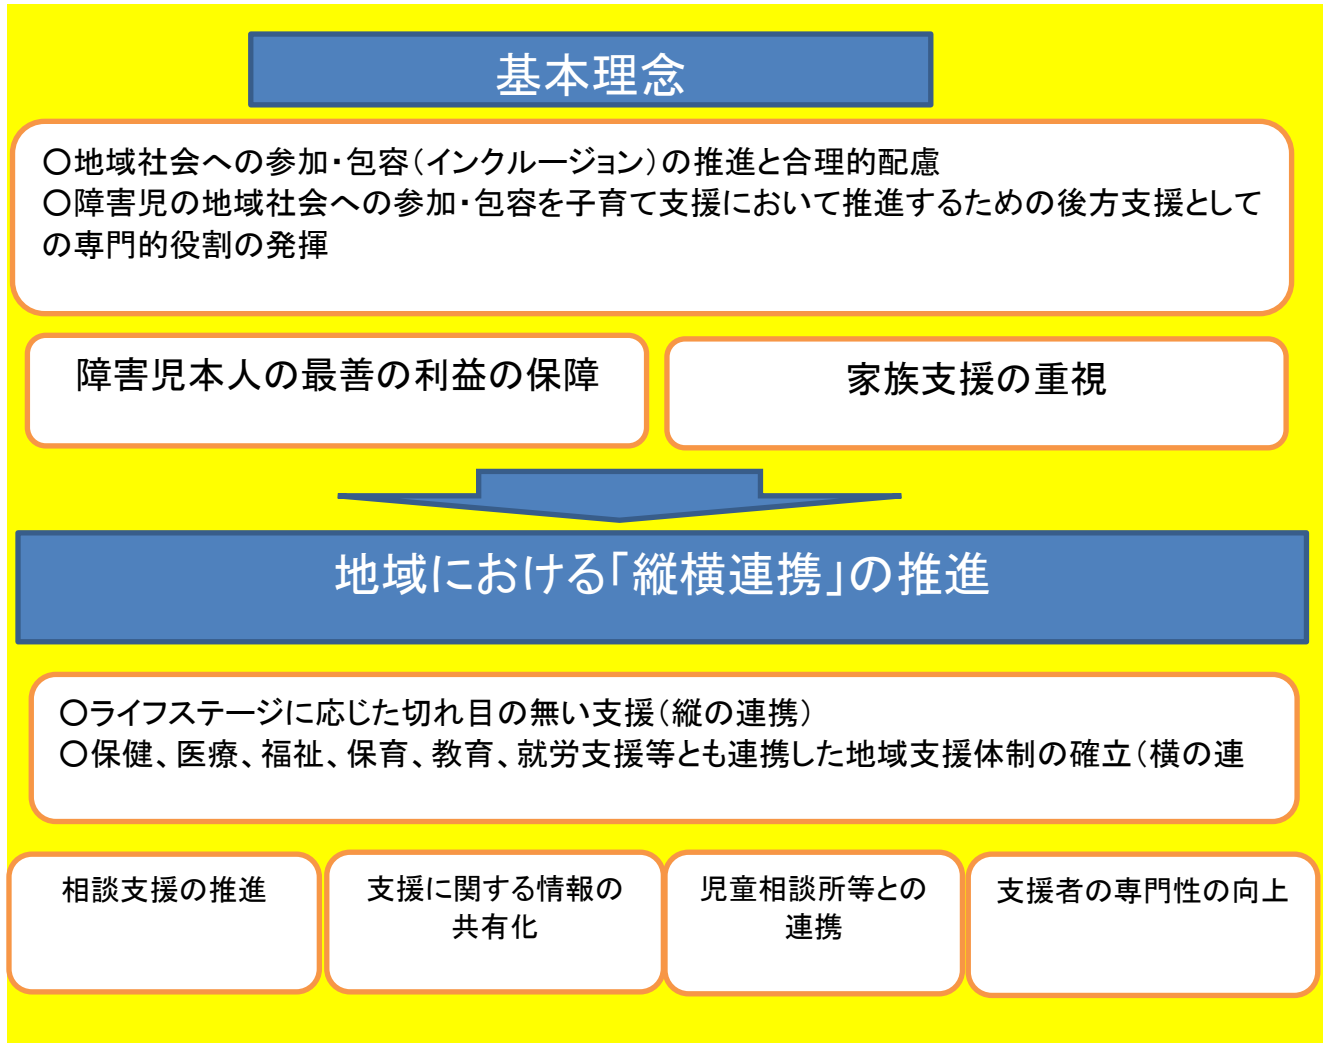 基本理念
〇地域社会への参加・包容(インクルージョン)の推進と合理的配慮
〇障害児の地域社会への参加・包容を子育て支援において推進するための後方支援として
の専門的役割の発揮
障害児本人の最善の利益の保障
家族支援の重視
地域における「縦横連携」の推進
〇ライフステージに応じた切れ目の無い支援(縦の連携)
〇保健、医療、福祉、保育、教育、就労支援等とも連携した地域支援体制の確立(横の連
相談支援の推進
支援に関する情報の
共有化
児童相談所等との
連携
支援者の専門性の向上